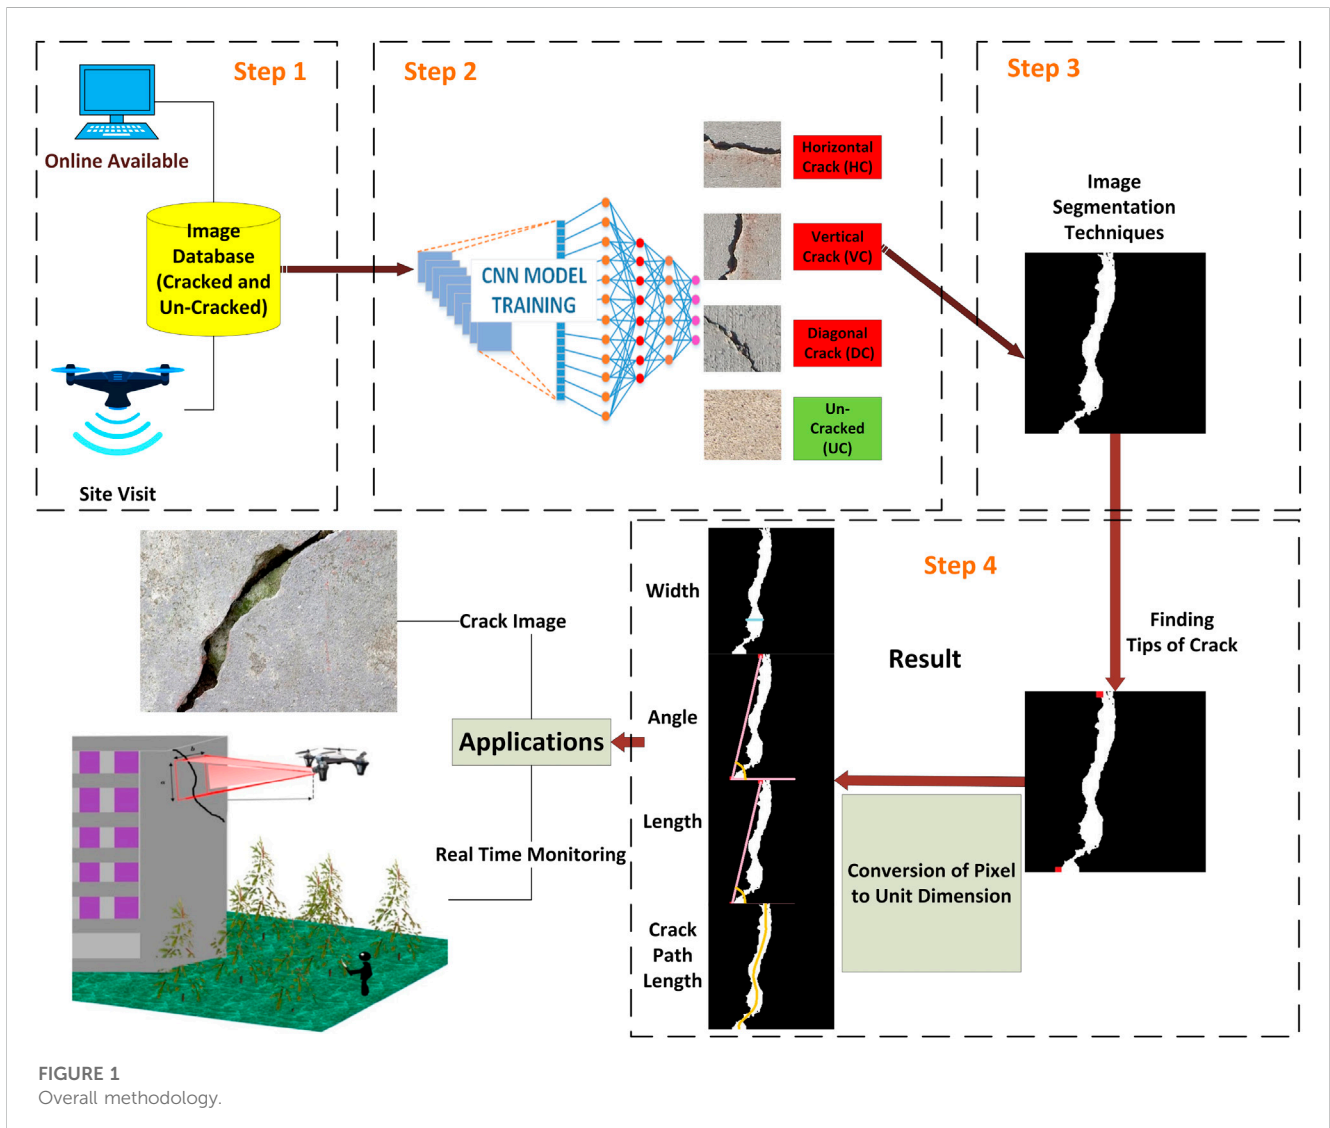 Step 1
Online Available
Image
Database
(Cracked and
Un-Cracked)
Site Visit
Step 2
CNN MODEL
TRAINING
Horizontal
Crack (HC)
Vertical
Crack (VC)
Diagonal
Crack (DC)
Un-
Cracked
(UC)
Step 3
Image
Segmentation
Techniques
Step 4
Finding
Tips of Crack
Conversion of Pixel
to Unit Dimension
Result
Width
Angle
Length
Crack
Path
Length
Applications
Crack Image
Real Time Monitoring
FIGURE 1
Overall methodology.